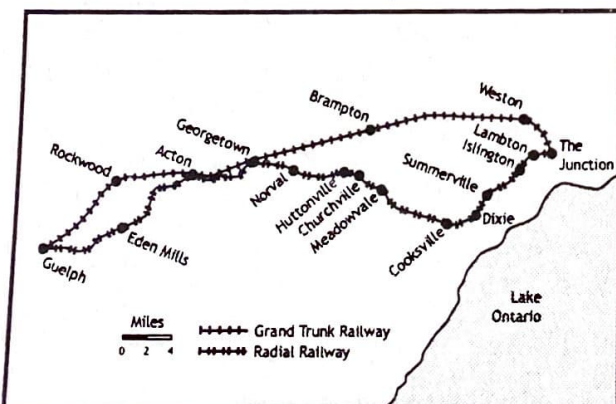 Weston
Brampton
Lambton
Islington
The
Junction
Georgetown
Acton
Rockwood
Summerville
Norval
Huttonville
Churchville
Meadowvale
Dixie
Cooksville
Eden Mills
Guelph
Lake
Ontario
Miles
0 2 4
Grand Trunk Railway
Radial Railway